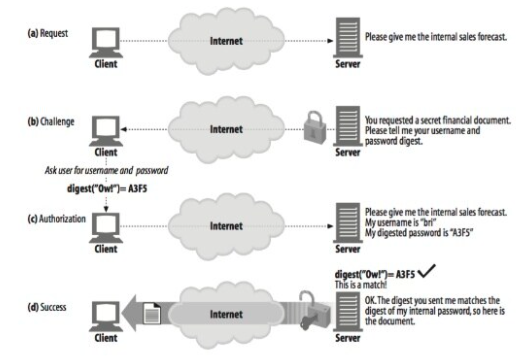 (a) Request
Internet
Please give me the internal sales forecast.
Client
Server
(b) Challenge
Internet
You requested a secret financial document.
Please tell me your username and
password digest.
Client
Server
Ask user for username and password
digest("Ow!")= A3F5
(c) Authorization
Internet
Please give me the internal sales forecast.
My username is "bri"
My digested password is "A3F5"
Client
Server
digest("Ow!")= A3F5
This is a match!
(d) Success
Internet
OK. The digest you sent me matches the
digest of my internal password, so here is
the document.
Client
Server